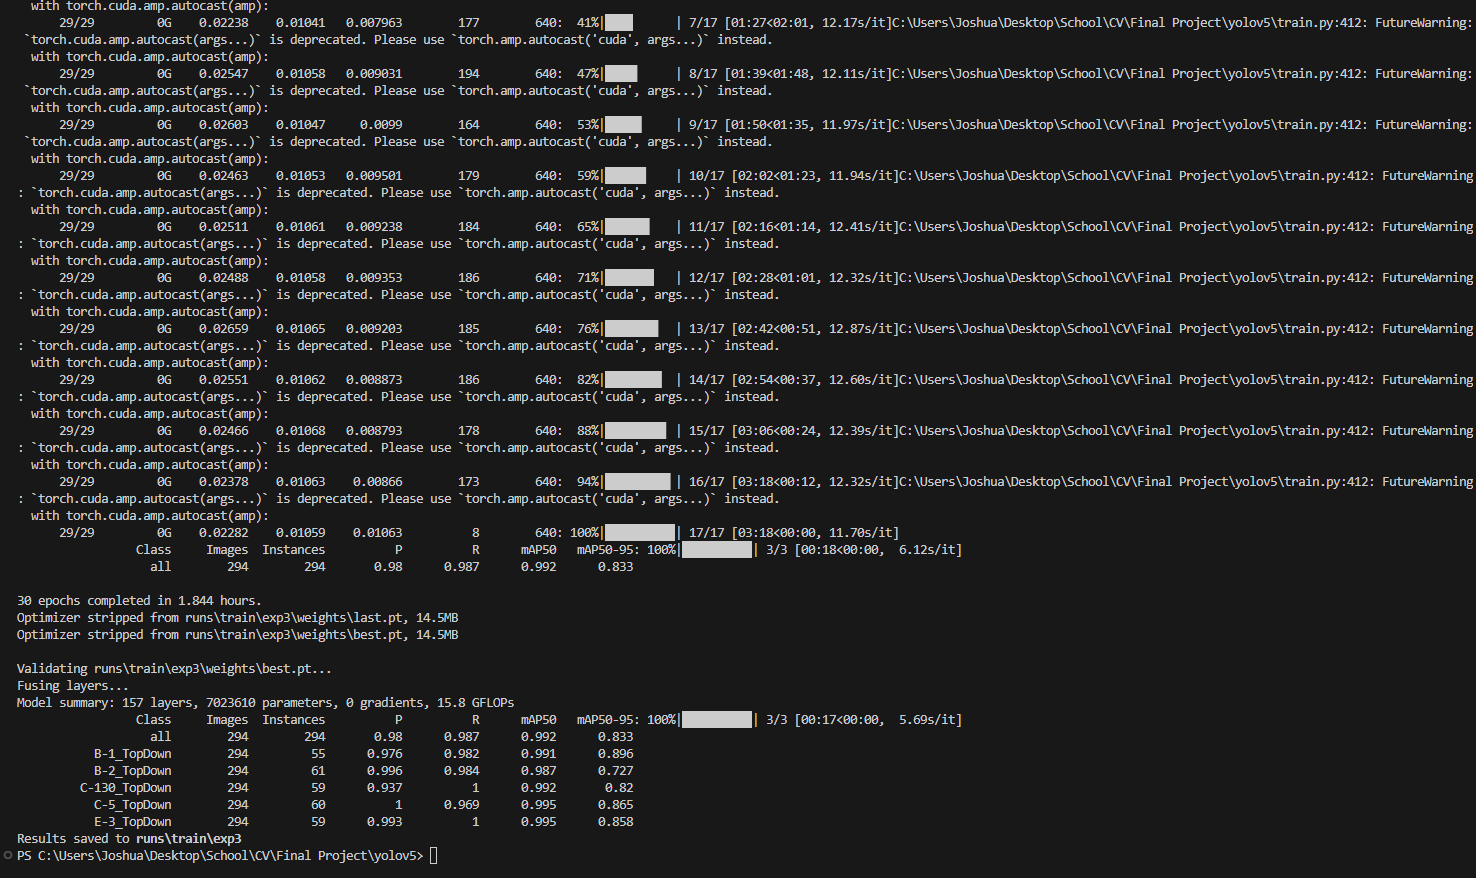 with torch.cuda.amp.autocast(amp):
29/29 0G 0.02238 0.01041 0.007963 177 640: 41%| | 7/17 [01:27<02:01, 12.17s/it]C:\Users\Joshua\Desktop\School\CV\Final Project\yolov5\train.py:412: FutureWarning:
`torch.cuda.amp.autocast(args...)` is deprecated. Please use `torch.amp.autocast('cuda', args...)` instead.
with torch.cuda.amp.autocast(amp):
29/29 0G 0.02547 0.01058 0.009031 194 640: 47%| | 8/17 [01:39<01:48, 12.11s/it]C:\Users\Joshua\Desktop\School\CV\Final Project\yolov5\train.py:412: FutureWarning:
`torch.cuda.amp.autocast(args...)` is deprecated. Please use `torch.amp.autocast('cuda', args...)` instead.
with torch.cuda.amp.autocast(amp):
29/29 0G 0.02603 0.01047 0.0099 164 640: 53%| | 9/17 [01:50<01:35, 11.97s/it]C:\Users\Joshua\Desktop\School\CV\Final Project\yolov5\train.py:412: FutureWarning:
`torch.cuda.amp.autocast(args...)` is deprecated. Please use `torch.amp.autocast('cuda', args...)` instead.
with torch.cuda.amp.autocast(amp):
29/29 0G 0.02463 0.01053 0.009501 179 640: 59%| | 10/17 [02:02<01:23, 11.94s/it]C:\Users\Joshua\Desktop\School\CV\Final Project\yolov5\train.py:412: FutureWarning
: `torch.cuda.amp.autocast(args...)` is deprecated. Please use `torch.amp.autocast('cuda', args...)` instead.
with torch.cuda.amp.autocast(amp):
29/29 0G 0.02511 0.01061 0.009238 184 640: 65%| | 11/17 [02:16<01:14, 12.41s/it]C:\Users\Joshua\Desktop\School\CV\Final Project\yolov5\train.py:412: FutureWarning
: `torch.cuda.amp.autocast(args...)` is deprecated. Please use `torch.amp.autocast('cuda', args...)` instead.
with torch.cuda.amp.autocast(amp):
29/29 0G 0.02488 0.01058 0.009353 186 640: 71%| | 12/17 [02:28<01:01, 12.32s/it]C:\Users\Joshua\Desktop\School\CV\Final Project\yolov5\train.py:412: FutureWarning
: `torch.cuda.amp.autocast(args...)` is deprecated. Please use `torch.amp.autocast('cuda', args...)` instead.
with torch.cuda.amp.autocast(amp):
29/29 0G 0.02659 0.01065 0.009203 185 640: 76%| | 13/17 [02:42<00:51, 12.87s/it]C:\Users\Joshua\Desktop\School\CV\Final Project\yolov5\train.py:412: FutureWarning
: `torch.cuda.amp.autocast(args...)` is deprecated. Please use `torch.amp.autocast('cuda', args...)` instead.
with torch.cuda.amp.autocast(amp):
29/29 0G 0.02551 0.01062 0.008873 186 640: 82%| | 14/17 [02:54<00:37, 12.60s/it]C:\Users\Joshua\Desktop\School\CV\Final Project\yolov5\train.py:412: FutureWarning
: `torch.cuda.amp.autocast(args...)` is deprecated. Please use `torch.amp.autocast('cuda', args...)` instead.
with torch.cuda.amp.autocast(amp):
29/29 0G 0.02466 0.01068 0.008793 178 640: 88%| | 15/17 [03:06<00:24, 12.39s/it]C:\Users\Joshua\Desktop\School\CV\Final Project\yolov5\train.py:412: FutureWarning
: `torch.cuda.amp.autocast(args...)` is deprecated. Please use `torch.amp.autocast('cuda', args...)` instead.
with torch.cuda.amp.autocast(amp):
29/29 0G 0.02378 0.01063 0.00866 173 640: 94%| | 16/17 [03:18<00:12, 12.32s/it]C:\Users\Joshua\Desktop\School\CV\Final Project\yolov5\train.py:412: FutureWarning
: `torch.cuda.amp.autocast(args...)` is deprecated. Please use `torch.amp.autocast('cuda', args...)` instead.
with torch.cuda.amp.autocast(amp):
29/29 0G 0.02282 0.01059 0.01063 8 640: 100%| | 17/17 [03:18<00:00, 11.70s/it]
Class Images Instances P R mAP50 mAP50-95: 100%| | 3/3 [00:18<00:00, 6.12s/it]
all 294 294 0.98 0.987 0.992 0.833
30 epochs completed in 1.844 hours.
Optimizer stripped from runs\train\exp3\weights\last.pt, 14.5MB
Optimizer stripped from runs\train\exp3\weights\best.pt, 14.5MB
Validating runs\train\exp3\weights\best.pt...
Fusing layers...
Model summary: 157 layers, 7023610 parameters, 0 gradients, 15.8 GFLOPs
Class Images Instances P R mAP50 mAP50-95: 100%| | 3/3 [00:17<00:00, 5.69s/it]
all 294 294 0.98 0.987 0.992 0.833
B-1_TopDown 294 55 0.976 0.982 0.991 0.896
B-2_TopDown 294 61 0.996 0.984 0.987 0.727
C-130_TopDown 294 59 0.937 1 0.992 0.82
C-5_TopDown 294 60 1 0.969 0.995 0.865
E-3_TopDown 294 59 0.993 1 0.995 0.858
Results saved to runs\train\exp3
PS C:\Users\Joshua\Desktop\School\CV\Final Project\yolov5>